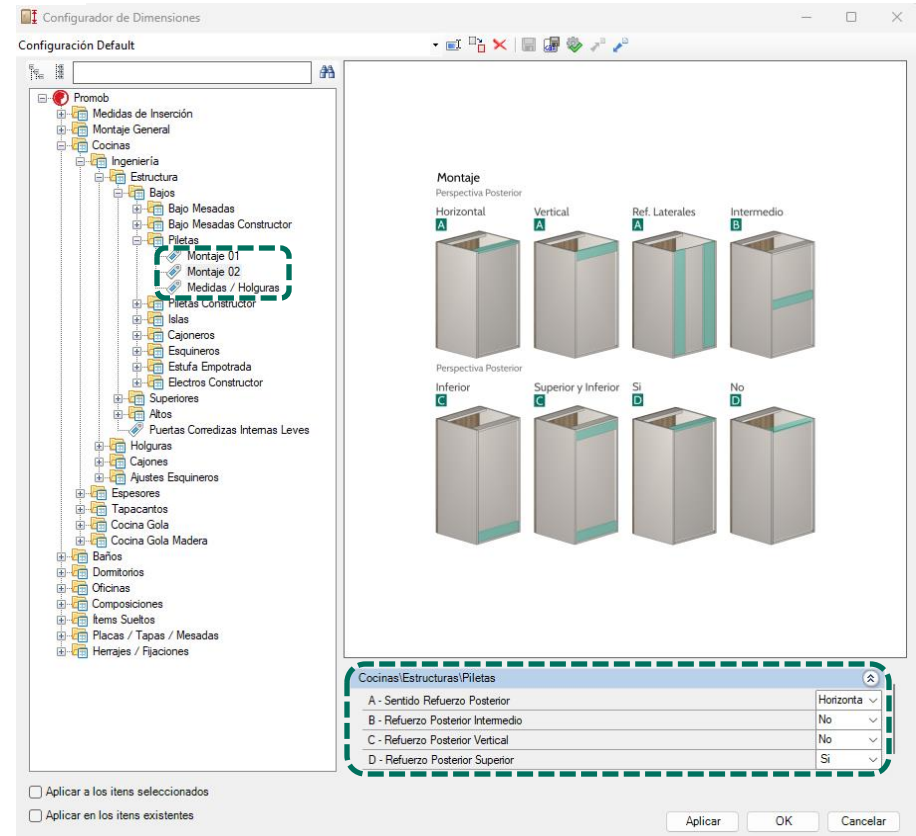 Configurador de Dimensiones
Configuración Default
Promob
Medidas de Inserción
Montaje General
Cocinas
Ingeniería
Estructura
Bajos
Bajo Mesadas
Bajo Mesadas Constructor
Piletas
Montaje 01
Montaje 02
Medidas / Holguras
Piletas Constructor
Islas
Cajoneros
Esquineros
Estufa Empotrada
Electros Constructor
Superiores
Altos
Puertas Corredizas Internas Leves
Holguras
Cajones
Ajustes Esquineros
Espesores
Tapacantos
Cocina Gola
Cocina Gola Madera
Baños
Dormitorios
Oficinas
Composiciones
Items Sueltos
Placas / Tapas / Mesadas
Herrajes / Fijaciones
Montaje
Perspectiva Posterior
Horizontal Vertical Ref. Laterales Intermedio
A A A B
Perspectiva Posterior
Inferior Superior y Inferior Si No
C C D D
Cocinas\Estructuras\Piletas
A - Sentido Refuerzo Posterior Horizonta
B - Refuerzo Posterior Intermedio No
C - Refuerzo Posterior Vertical No
D - Refuerzo Posterior Superior Si
Aplicar a los itens seleccionados
Aplicar en los itens existentes
Aplicar OK Cancelar